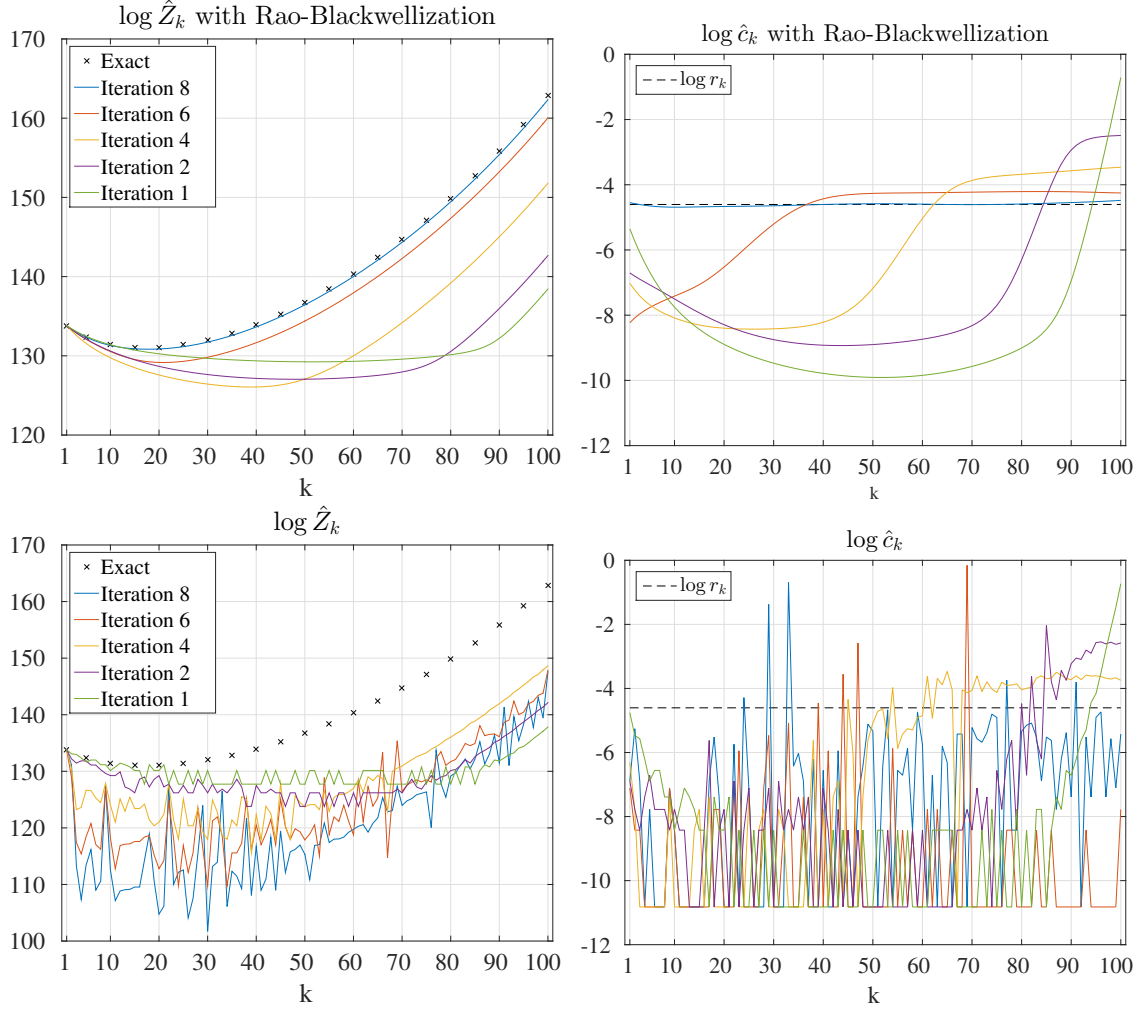 log Ẑ_k with Rao-Blackwellization
170
160
150
140
130
120
Exact
Iteration 8
Iteration 6
Iteration 4
Iteration 2
Iteration 1
1 10 20 30 40 50 60 70 80 90 100
k
log ĉ_k with Rao-Blackwellization
0
-2
-4
-6
-8
-10
-12
log r_k
1 10 20 30 40 50 60 70 80 90 100
k
log Ẑ_k
170
160
150
140
130
120
110
100
Exact
Iteration 8
Iteration 6
Iteration 4
Iteration 2
Iteration 1
1 10 20 30 40 50 60 70 80 90 100
k
log ĉ_k
0
-2
-4
-6
-8
-10
-12
log r_k
1 10 20 30 40 50 60 70 80 90 100
k